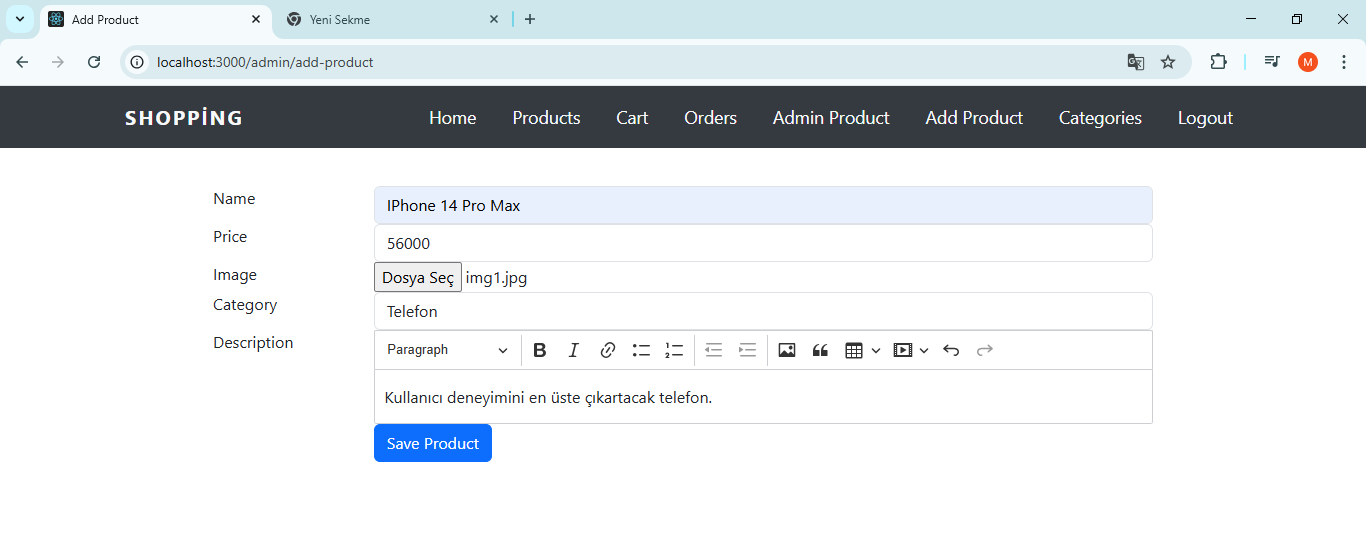 Add Product
Yeni Sekme
localhost:3000/admin/add-product
M
SHOPPİNG
Home Products Cart Orders Admin Product Add Product Categories Logout
Name IPhone 14 Pro Max
Price 56000
Image Dosya Seç img1.jpg
Category Telefon
Description Paragraph B I
Kullanıcı deneyimini en üste çıkartacak telefon.
Save Product